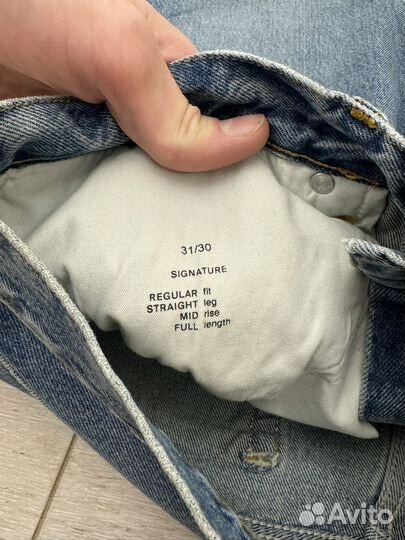 31/30
SIGNATURE
REGULAR fit
STRAIGHT leg
MID rise
FULL length
Avito